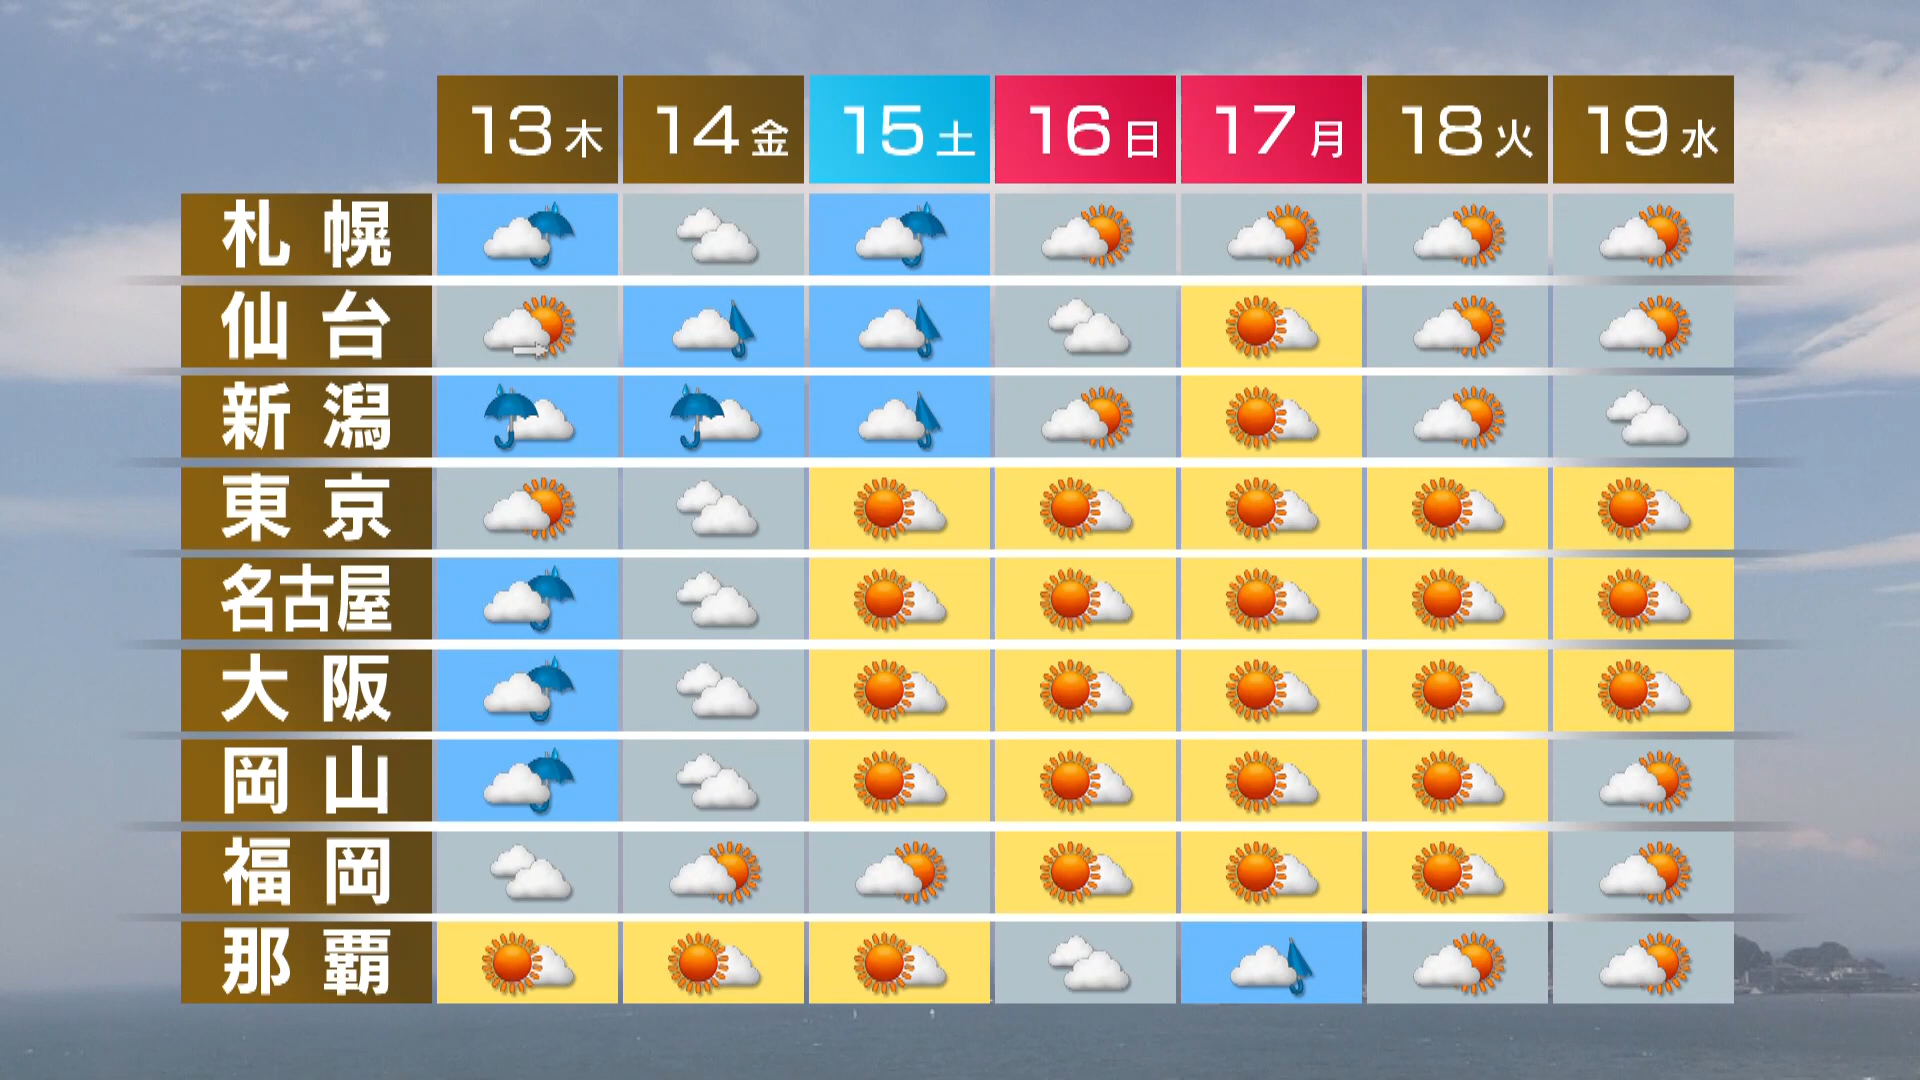 13木 14金 15土 16日 17月 18火 19水
札幌
仙台
新潟
東京
名古屋
大阪
岡山
福岡
那覇